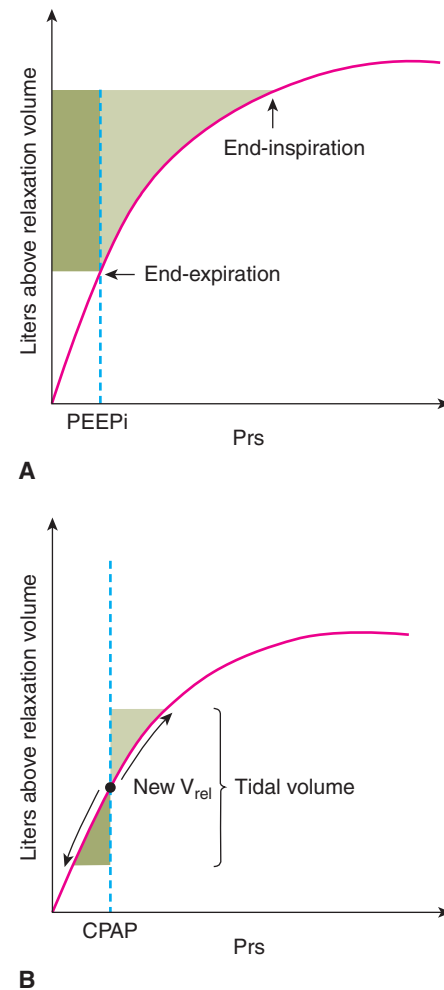 Liters above relaxation volume
End-inspiration
End-expiration
PEEPi
Prs
A
Liters above relaxation volume
New V_rel
Tidal volume
CPAP
Prs
B